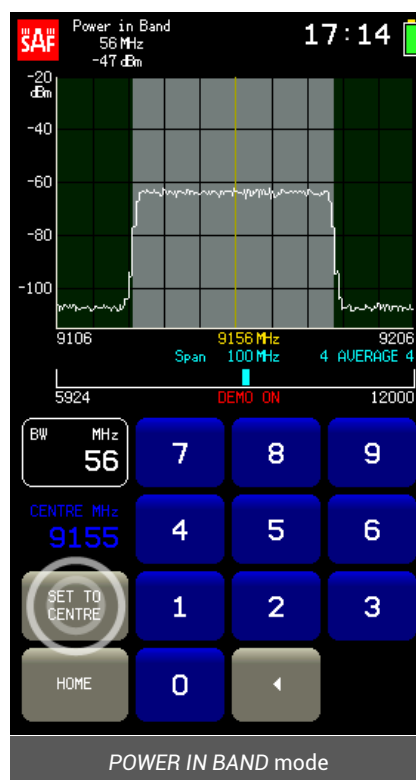 SAF
Power in Band
56 MHz
-47 dBm
17:14
-20
dBm
-40
-60
-80
-100
9106 9156 MHz 9206
Span 100 MHz 4 AVERAGE 4
5924 DEMO ON 12000
BW MHz
56
7 8 9
CENTRE MHz
9155
4 5 6
SET TO
CENTRE
1 2 3
HOME
0
POWER IN BAND mode